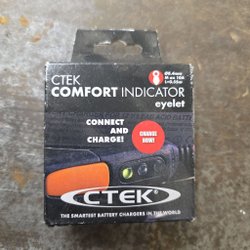 CTEK
COMFORT INDICATOR
eyelet
CONNECT
AND
CHARGE!
CHARGE
NOW!
CTEK
THE SMARTEST BATTERY CHARGERS IN THE WORLD